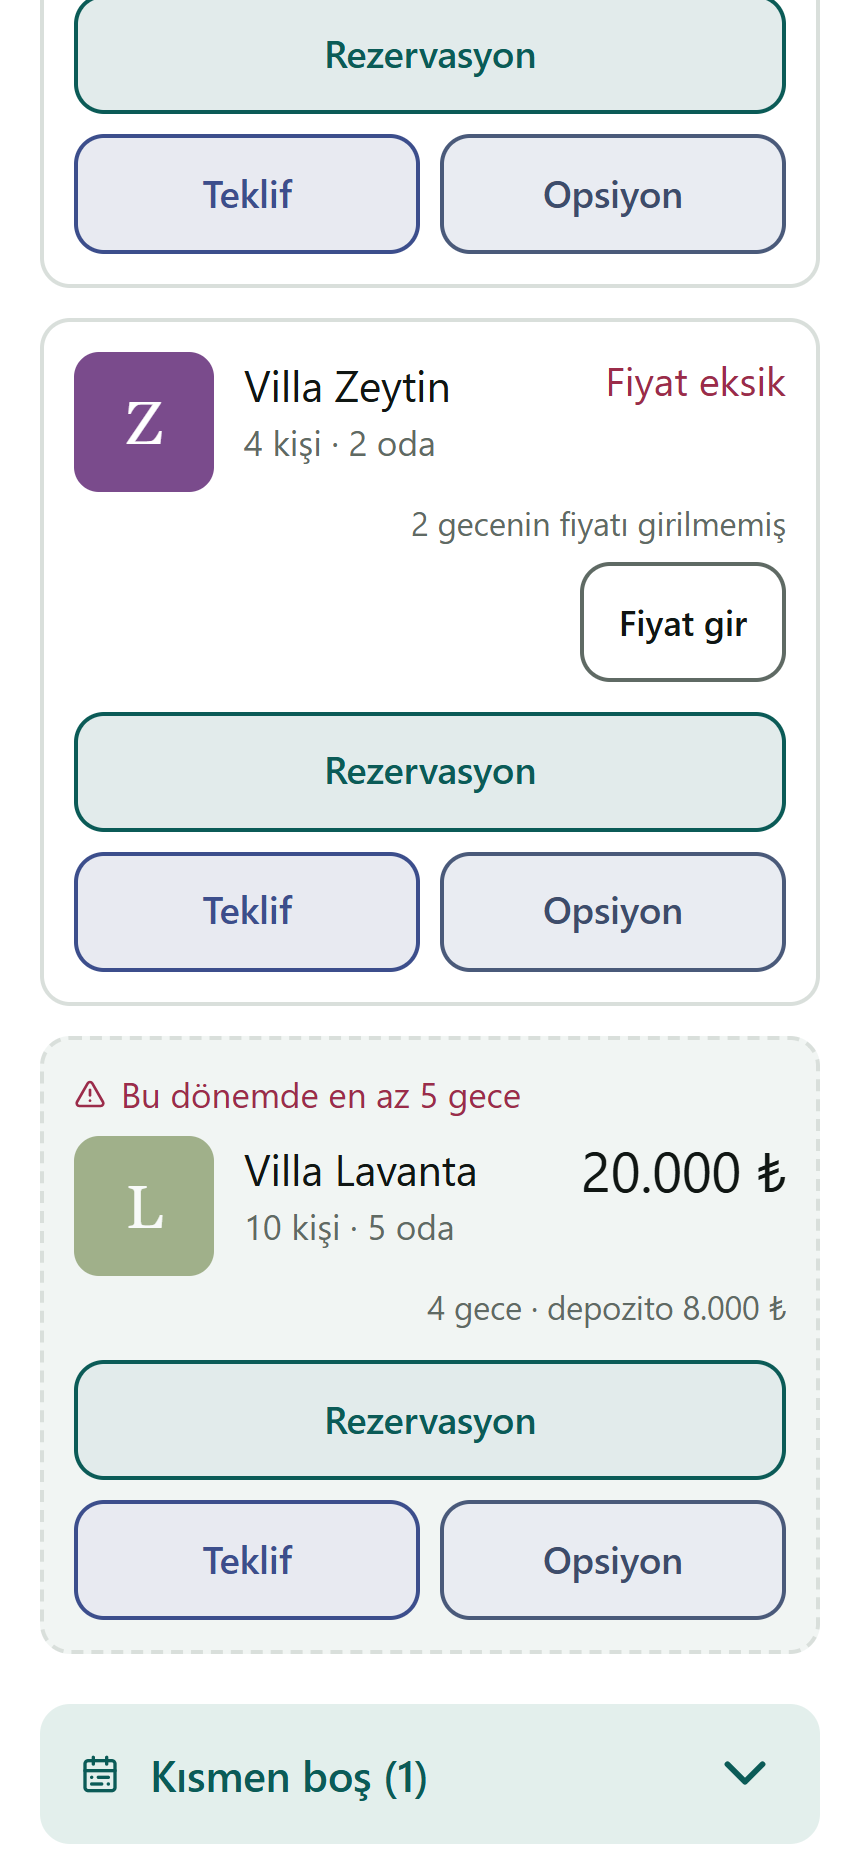 Rezervasyon
Teklif
Opsiyon
Z
Villa Zeytin
Fiyat eksik
4 kişi · 2 oda
2 gecenin fiyatı girilmemiş
Fiyat gir
Rezervasyon
Teklif
Opsiyon
Bu dönemde en az 5 gece
L
Villa Lavanta
20.000 ₺
10 kişi · 5 oda
4 gece · depozito 8.000 ₺
Rezervasyon
Teklif
Opsiyon
Kısmen boş (1)